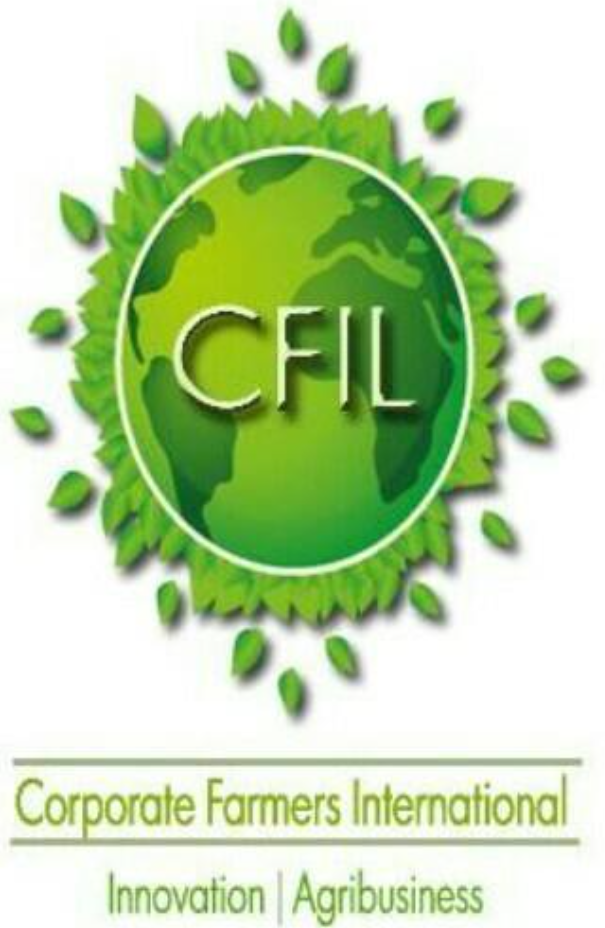 CFIL
Corporate Farmers International
Innovation | Agribusiness